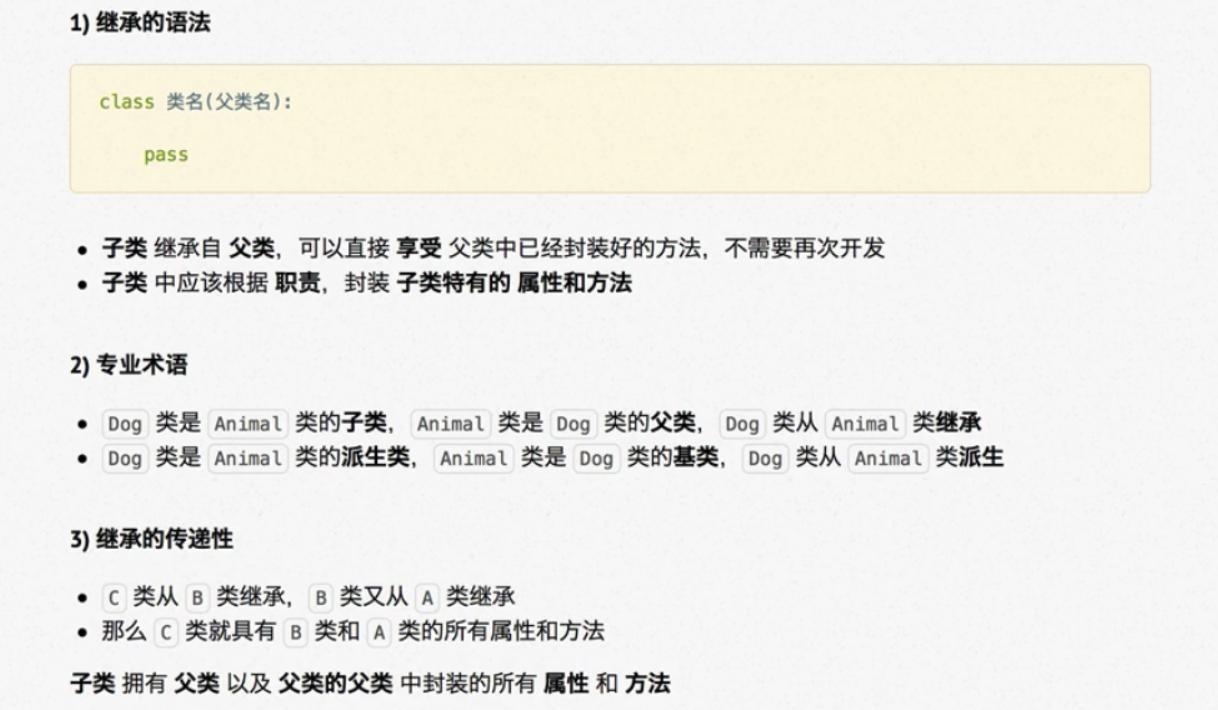 1) 继承的语法
class 类名(父类名):
pass
• 子类 继承自 父类，可以直接 享受 父类中已经封装好的方法，不需要再次开发
• 子类 中应该根据 职责，封装 子类特有的 属性和方法
2) 专业术语
• Dog 类是 Animal 类的子类，Animal 类是 Dog 类的父类，Dog 类从 Animal 类继承
• Dog 类是 Animal 类的派生类，Animal 类是 Dog 类的基类，Dog 类从 Animal 类派生
3) 继承的传递性
• C 类从 B 类继承，B 类又从 A 类继承
• 那么 C 类就具有 B 类和 A 类的所有属性和方法
子类 拥有 父类 以及 父类的父类 中封装的所有 属性 和 方法